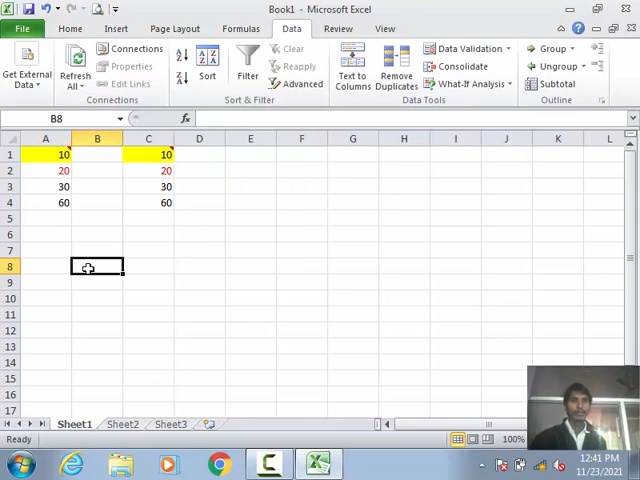 Book1 - Microsoft Excel
File Home Insert Page Layout Formulas Data Review View
Get External Data
Refresh All
Connections
Properties
Edit Links
Connections
Sort
Filter
Clear
Reapply
Advanced
Sort & Filter
Text to Columns
Remove Duplicates
Data Validation
Consolidate
What-If Analysis
Data Tools
Group
Ungroup
Subtotal
Outline
B8 fx
A B C D E F G H I J K L
1 10 10
2 20 20
3 30 30
4 60 60
5
6
7
8
9
10
11
12
13
14
15
16
17
Sheet1 Sheet2 Sheet3
Ready 100%
12:41 PM
11/23/2021